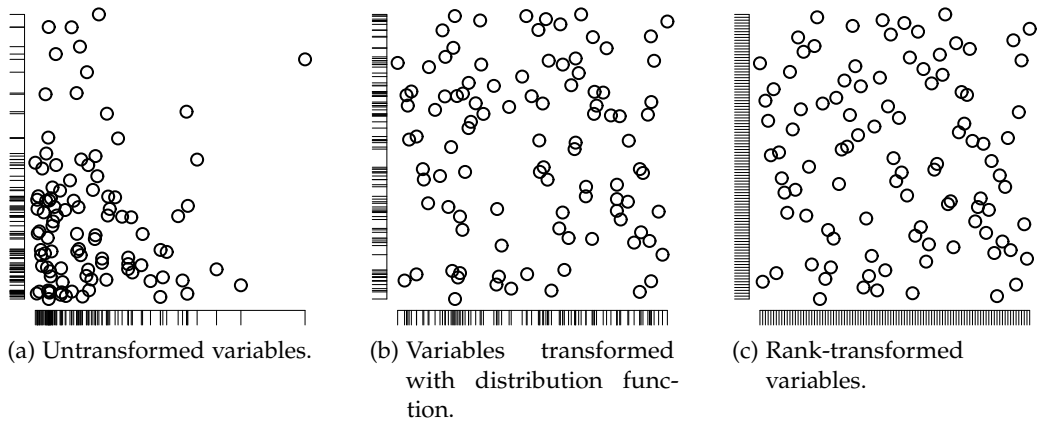 (a) Untransformed variables.
(b) Variables transformed
with distribution func-
tion.
(c) Rank-transformed
variables.